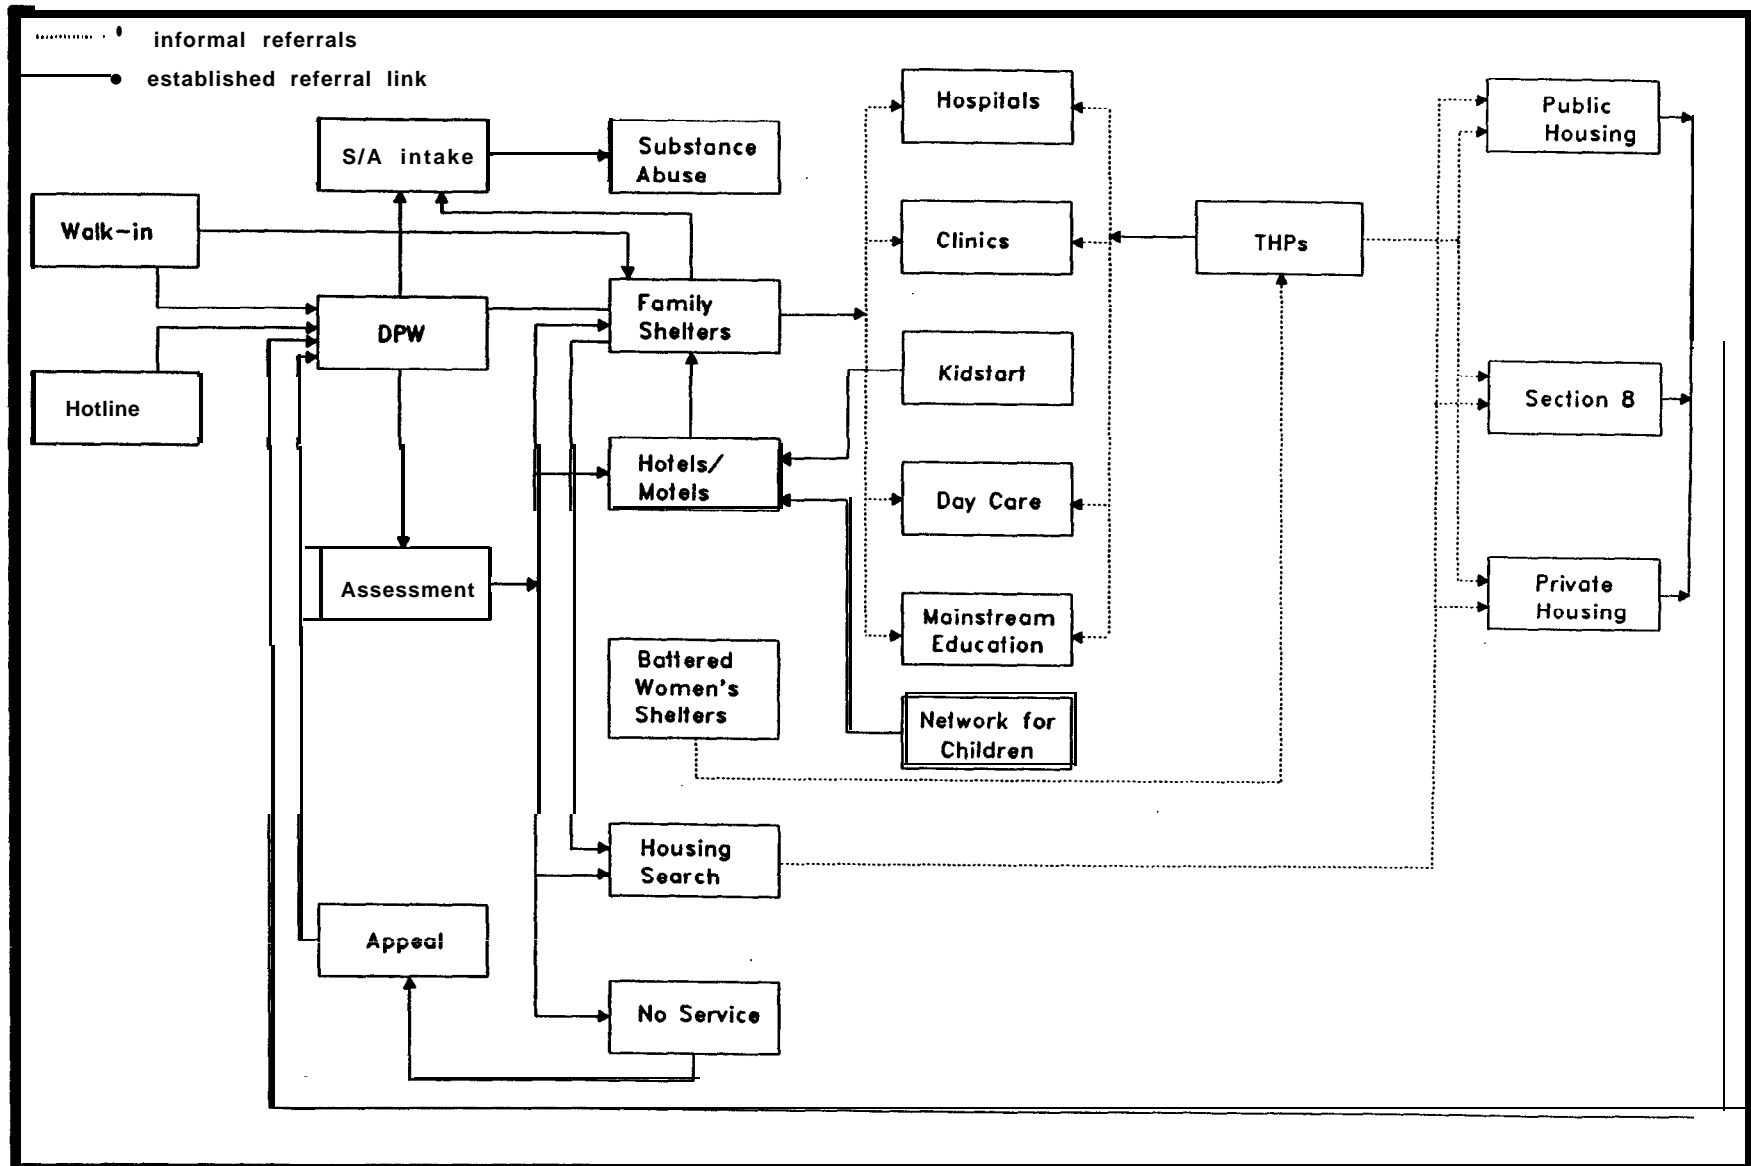 informal referrals
established referral link
Hospitals
Public
Housing
S/A intake
Substance
Abuse
Walk-in
Clinics
THPs
Family
Shelters
DPW
Kidstart
Section 8
Hotline
Hotels/
Motels
Day Care
Assessment
Private
Housing
Mainstream
Education
Battered
Women's
Shelters
Network for
Children
Housing
Search
Appeal
No Service